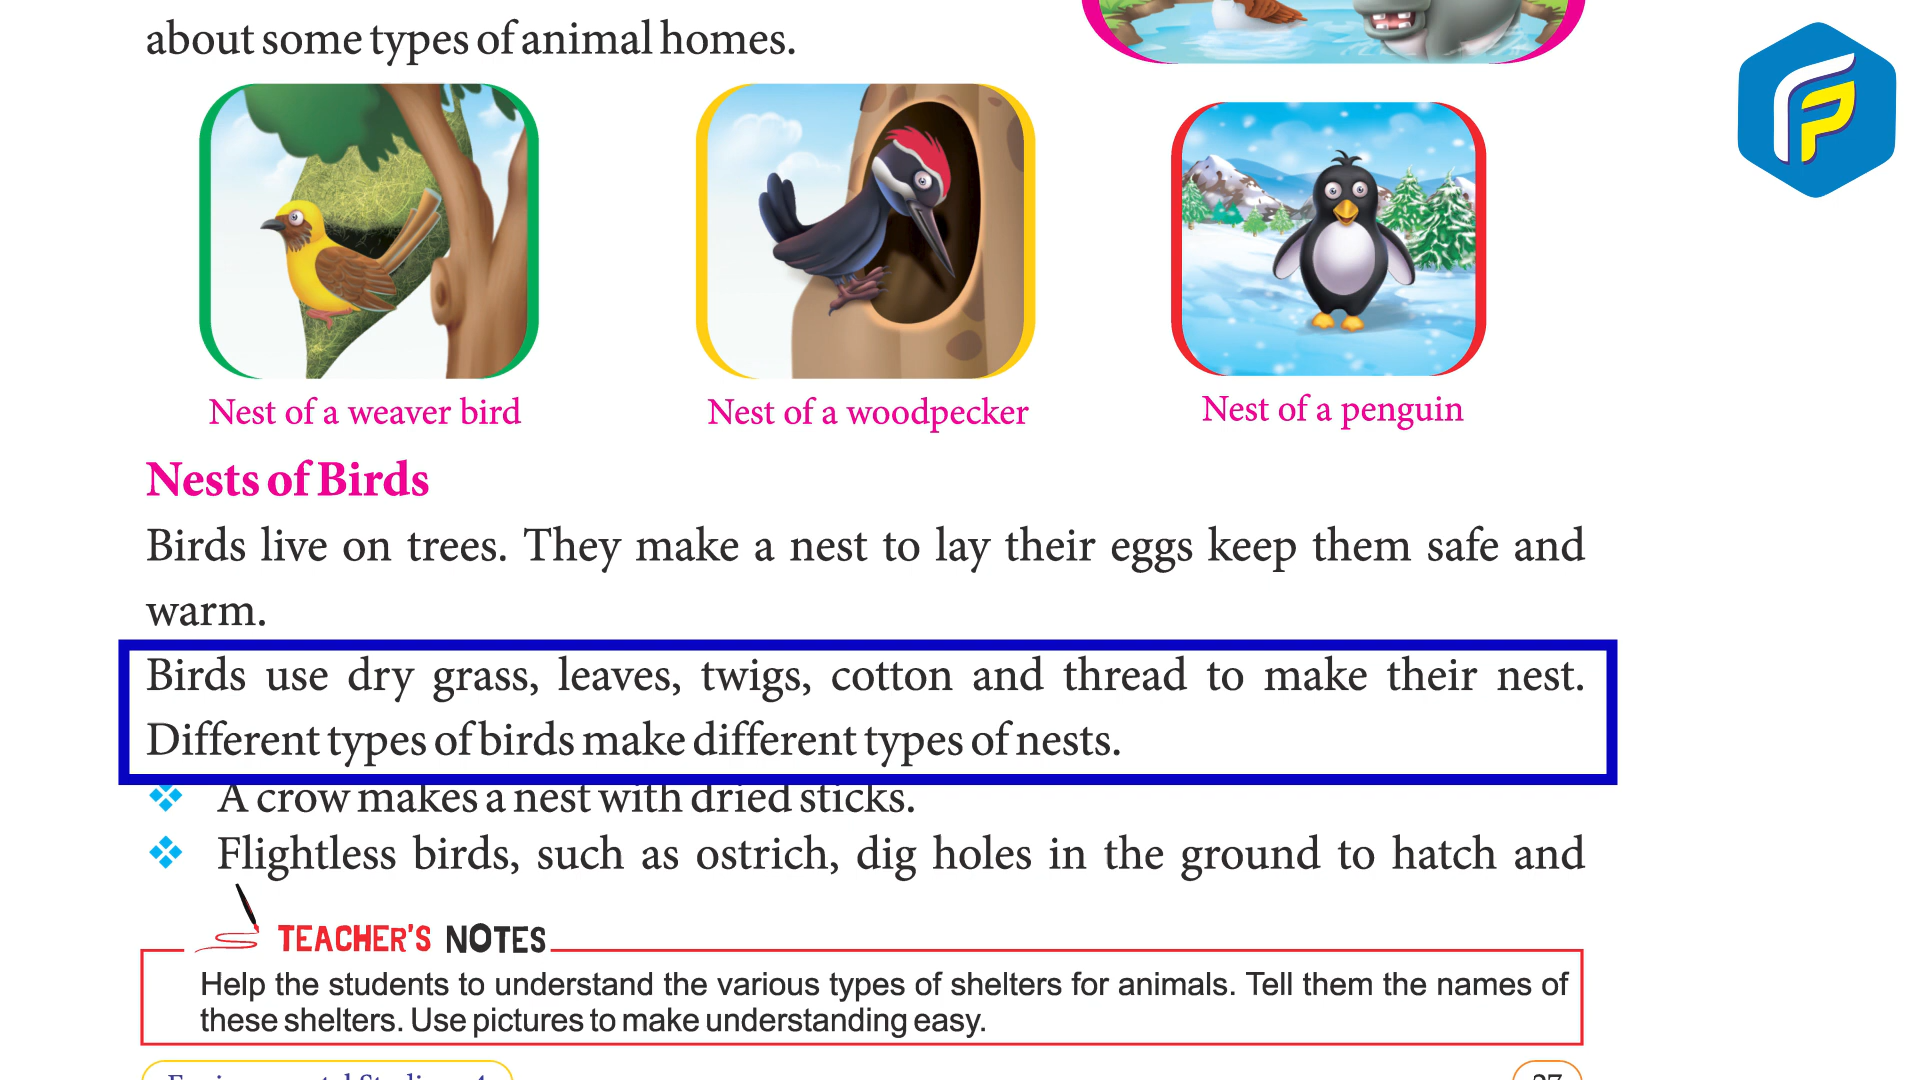 about some types of animal homes.
Nest of a weaver bird
Nest of a woodpecker
Nest of a penguin
Nests of Birds
Birds live on trees. They make a nest to lay their eggs keep them safe and
warm.
Birds use dry grass, leaves, twigs, cotton and thread to make their nest.
Different types of birds make different types of nests.
A crow makes a nest with dried sticks.
Flightless birds, such as ostrich, dig holes in the ground to hatch and
TEACHER'S NOTES
Help the students to understand the various types of shelters for animals. Tell them the names of
these shelters. Use pictures to make understanding easy.